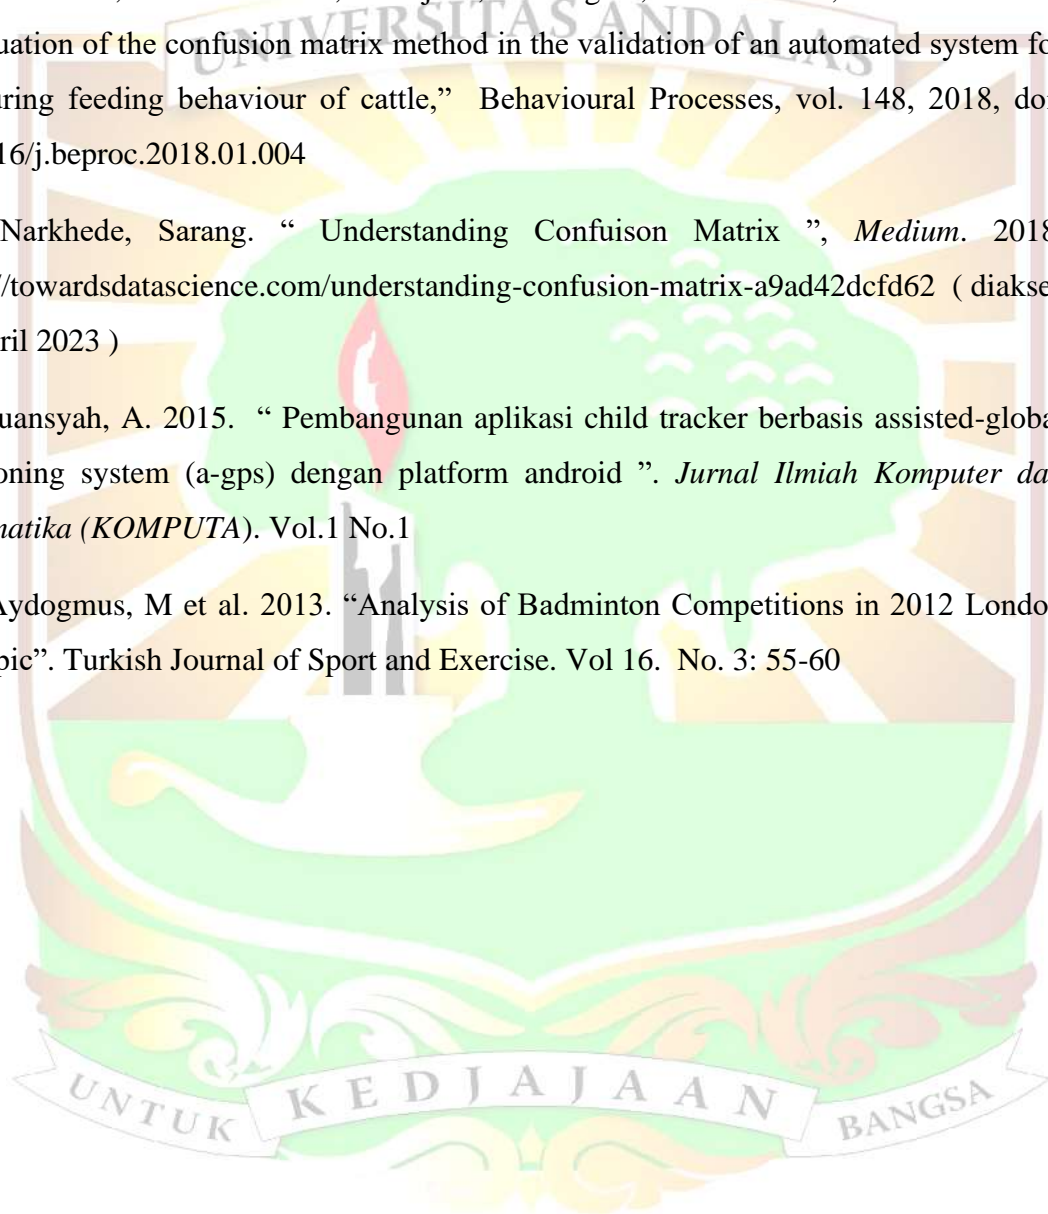 UNIVERSITAS ANDALAS
uation of the confusion matrix method in the validation of an automated system fo
uring feeding behaviour of cattle,” Behavioural Processes, vol. 148, 2018, doi
16/j.beproc.2018.01.004
Narkhede, Sarang. “ Understanding Confuison Matrix ”, Medium. 2018
//towardsdatascience.com/understanding-confusion-matrix-a9ad42dcfd62 ( diakse
ril 2023 )
uansyah, A. 2015. “ Pembangunan aplikasi child tracker berbasis assisted-globa
oning system (a-gps) dengan platform android ”. Jurnal Ilmiah Komputer da
matika (KOMPUTA). Vol.1 No.1
Aydogmus, M et al. 2013. “Analysis of Badminton Competitions in 2012 Londo
pic”. Turkish Journal of Sport and Exercise. Vol 16. No. 3: 55-60
UNTUK KEDJAJAAN BANGSA